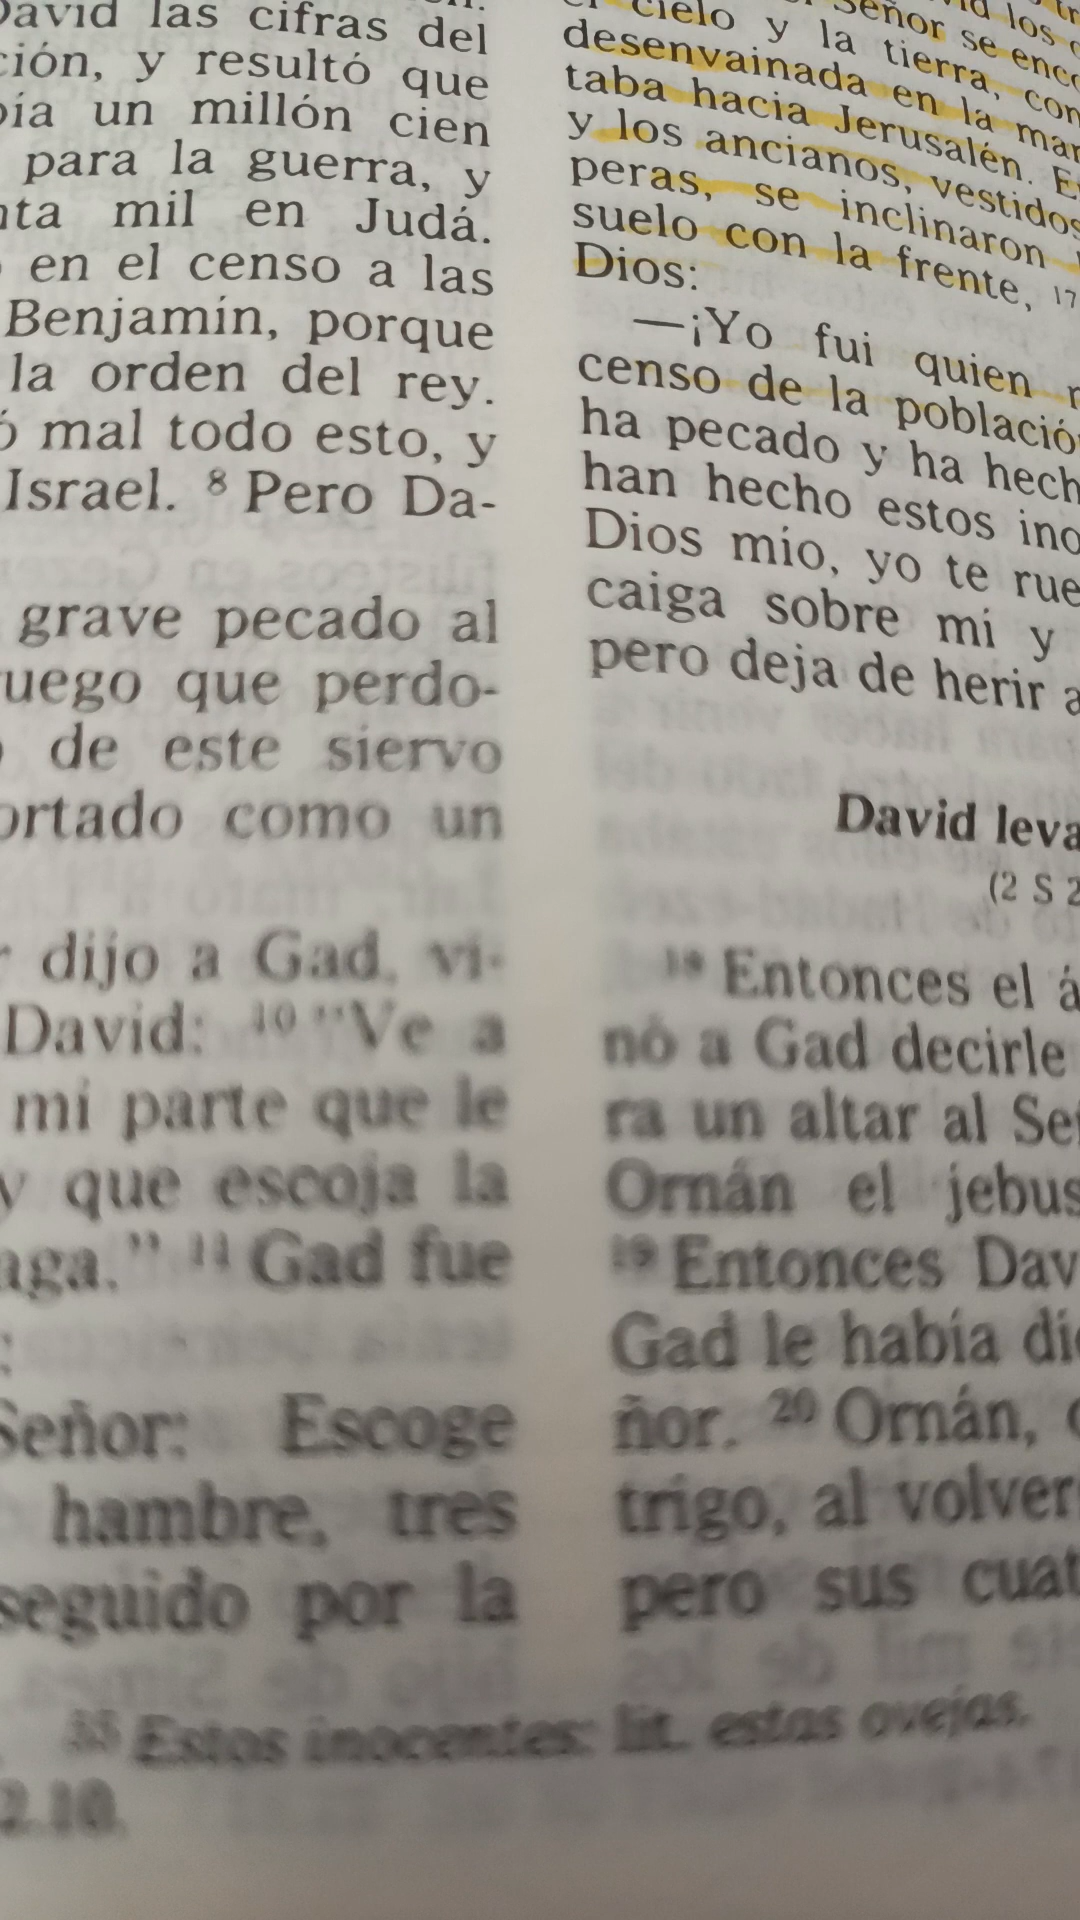 David las cifras del
ción, y resultó que
bía un millón cien
para la guerra, y
nta mil en Judá.
en el censo a las
Benjamín, porque
la orden del rey.
ó mal todo esto, y
Israel. 8 Pero Da-
grave pecado al
uego que perdo-
de este siervo
ortado como un
dijo a Gad, vi-
David: 10 "Ve a
mi parte que le
y que escoja la
aga." 11 Gad fue
Señor: Escoge
hambre, tres
seguido por la
el cielo y la tierra, con
desenvainada en la man
taba hacia Jerusalén. E
y los ancianos, vestidos
peras, se inclinaron
suelo con la frente, 17
Dios:
—¡Yo fui quien
censo de la població
ha pecado y ha hech
han hecho estos ino
Dios mío, yo te rue
caiga sobre mí y
pero deja de herir a
David leva
(2 S 2
18 Entonces el á
nó a Gad decirle
ra un altar al Se
Ornán el jebus
19 Entonces Dav
Gad le había di
ñor. 20 Ornán,
trigo, al volver
pero sus cuat
Estos inocentes: lit. estas ovejas.
2.10.